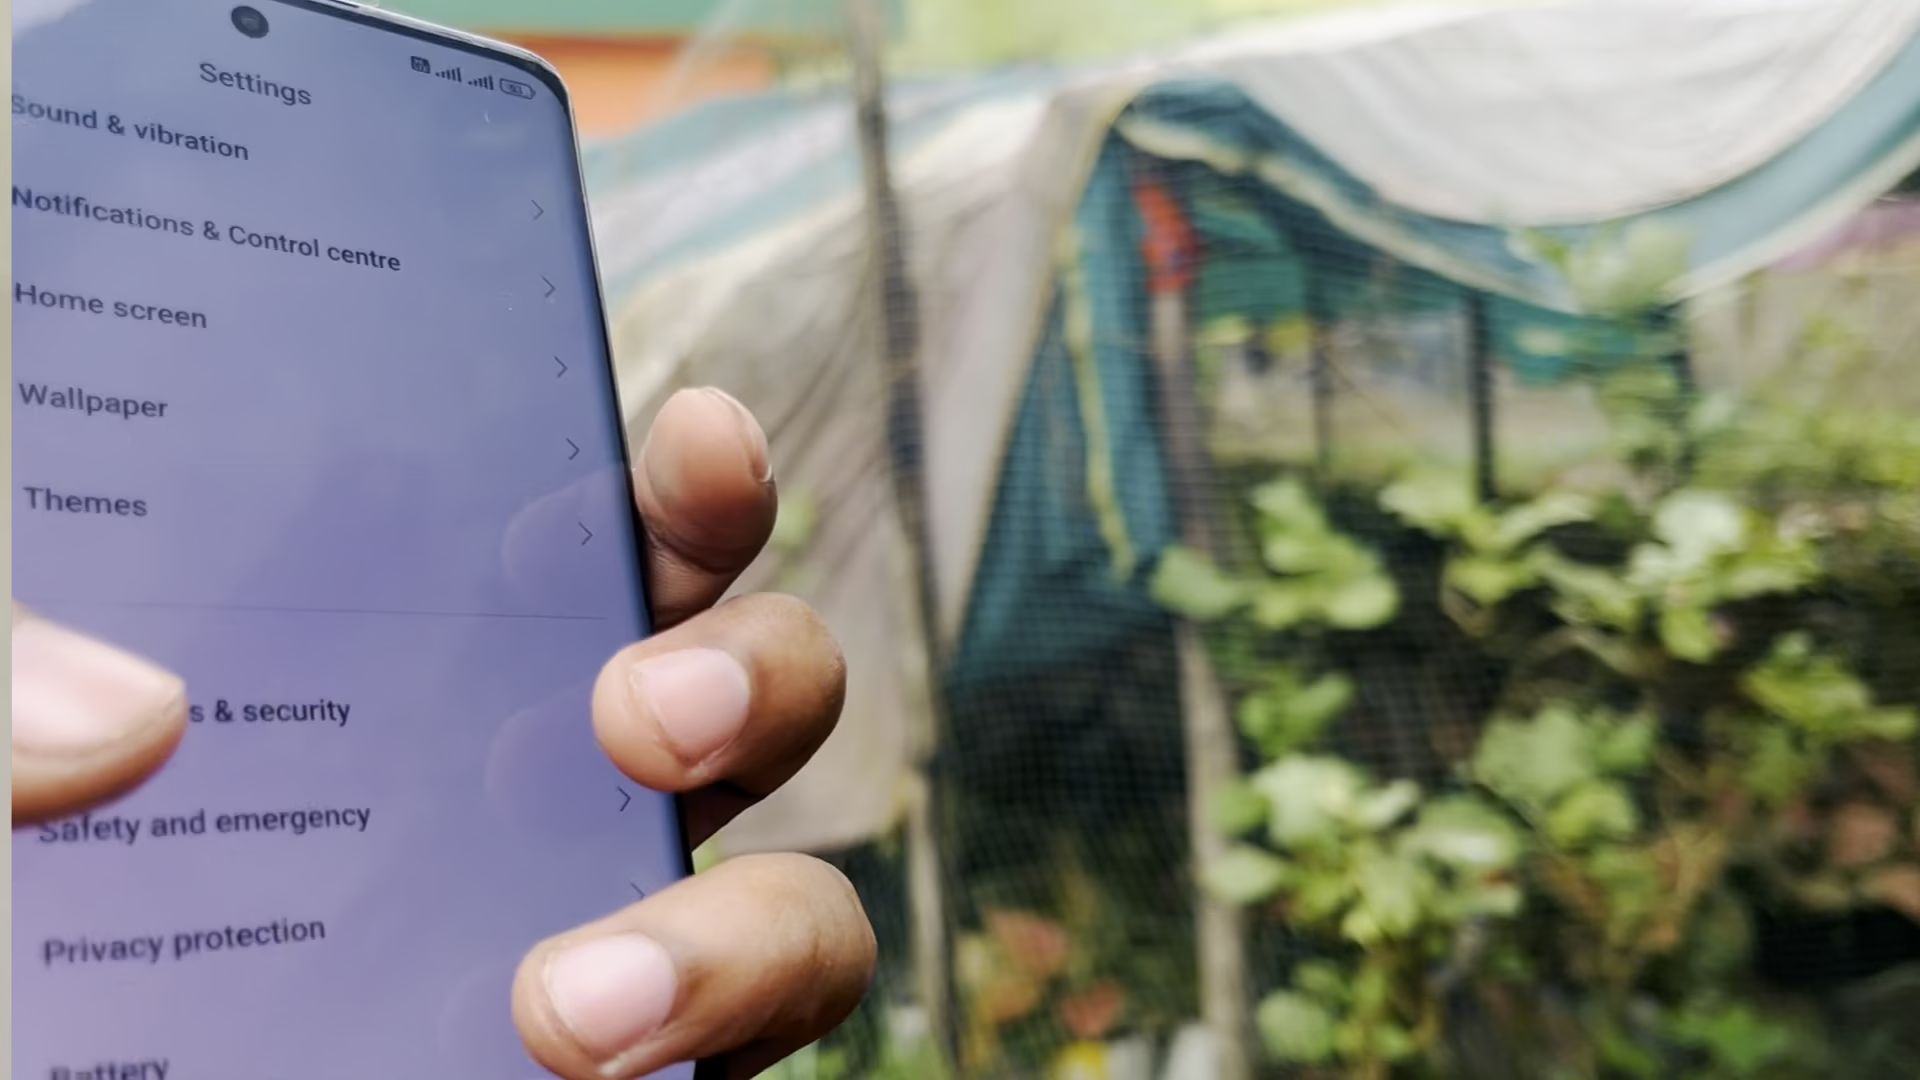 Settings
Sound & vibration
Notifications & Control centre
Home screen
Wallpaper
Themes
s & security
Safety and emergency
Privacy protection
Battery